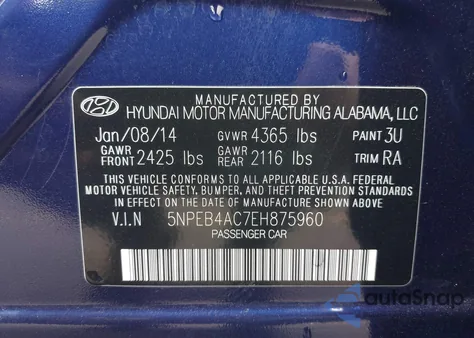 MANUFACTURED BY
HYUNDAI MOTOR MANUFACTURING ALABAMA, LLC
Jan/08/14 GVWR 4365 lbs PAINT 3U
GAWR FRONT 2425 lbs GAWR REAR 2116 lbs TRIM RA
THIS VEHICLE CONFORMS TO ALL APPLICABLE U.S.A. FEDERAL
MOTOR VEHICLE SAFETY, BUMPER, AND THEFT PREVENTION
STANDARDS IN EFFECT ON THE DATE OF MANUFACTURE SHOWN ABOVE.
V.I.N 5NPEB4AC7EH875960
PASSENGER CAR
autoSnap